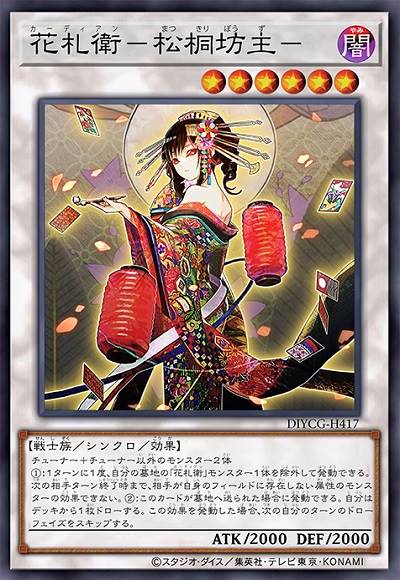 カーディアン まつ きり ぼう ず
花札衛－松桐坊主－
やみ
闇
DIYCG-H417
【戦士族／シンクロ／効果】
チューナー＋チューナー以外のモンスター２体
①：１ターンに１度、自分の墓地の「花札衛」モンスター１体を除外して発動できる。
次の相手ターン終了時まで、相手が自身のフィールドに存在しない属性のモン
スターの効果できない。②：このカードが墓地へ送られた場合に発動できる。自分は
デッキから１枚ドローする。この効果を発動した場合、次の自分のターンのドロー
フェイズをスキップする。
ATK/2000 DEF/2000
©スタジオ・ダイス／集英社・テレビ東京・KONAMI